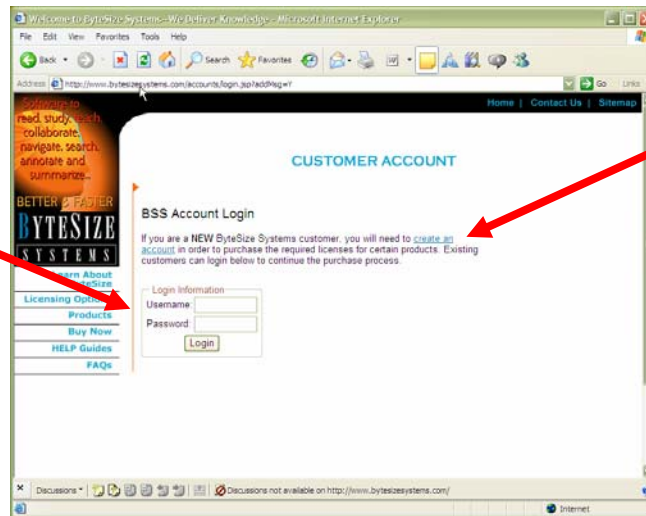 Welcome to ByteSize Systems--We Deliver Knowledge - Microsoft Internet Explorer
File Edit View Favorites Tools Help
Back Search Favorites
Address http://www.bytesizesystems.com/accounts/login.jsp?addMsg=Y Go Links
Home | Contact Us | Sitemap
Software to
read, study, teach,
collaborate,
navigate, search,
annotate and
summarize...
BETTER & FASTER
BYTESIZE
SYSTEMS
Learn About
ByteSize
Licensing Options
Products
Buy Now
HELP Guides
FAQs
CUSTOMER ACCOUNT
BSS Account Login
If you are a NEW ByteSize Systems customer, you will need to create an
account in order to purchase the required licenses for certain products. Existing
customers can login below to continue the purchase process.
Login Information
Username:
Password:
Login
Discussions Discussions not available on http://www.bytesizesystems.com/
Internet